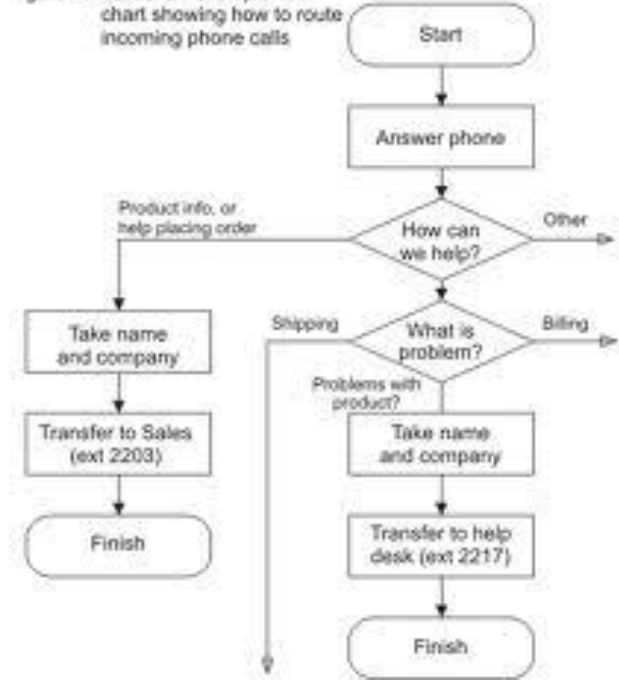 chart showing how to route
incoming phone calls
Start
Answer phone
Product info, or
help placing order
How can
we help?
Other
Take name
and company
Shipping
What is
problem?
Billing
Problems with
product?
Transfer to Sales
(ext 2203)
Take name
and company
Finish
Transfer to help
desk (ext 2217)
Finish